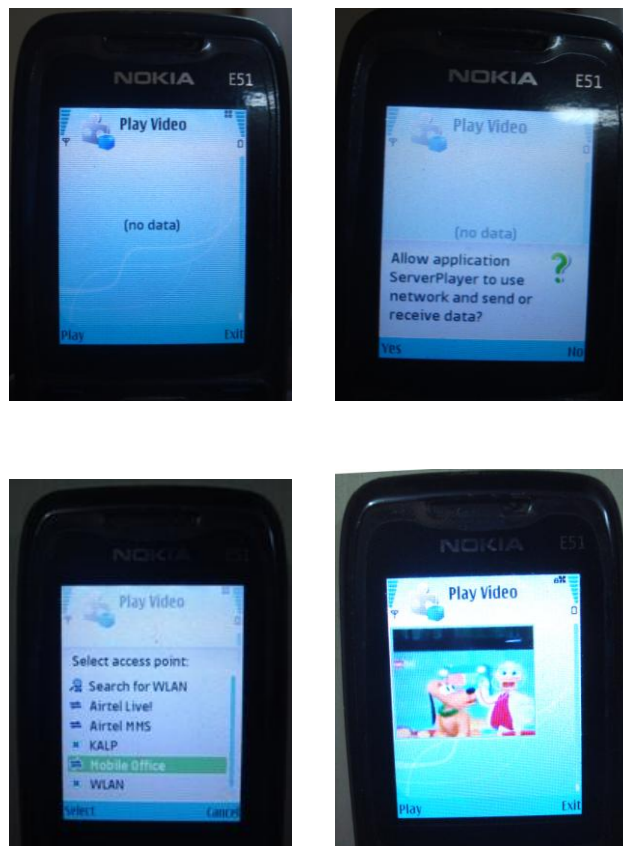 NOKIA E51
Play Video
(no data)
Play Exit
NOKIA E51
Play Video
(no data)
Allow application
ServerPlayer to use
network and send or
receive data?
Yes No
NOKIA E51
Play Video
Select access point:
Search for WLAN
Airtel Live!
Airtel MMS
KALP
Mobile Office
WLAN
Select Cancel
NOKIA E51
Play Video
Play Exit